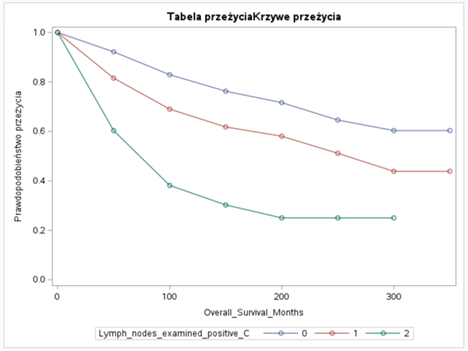 Tabela przeżyciaKrzywe przeżycia
1.0
0.8
0.6
0.4
0.2
0.0
Prawdopodobieństwo przeżycia
0 100 200 300
Overall_Survival_Months
Lymph_nodes_examined_positive_C 0 1 2